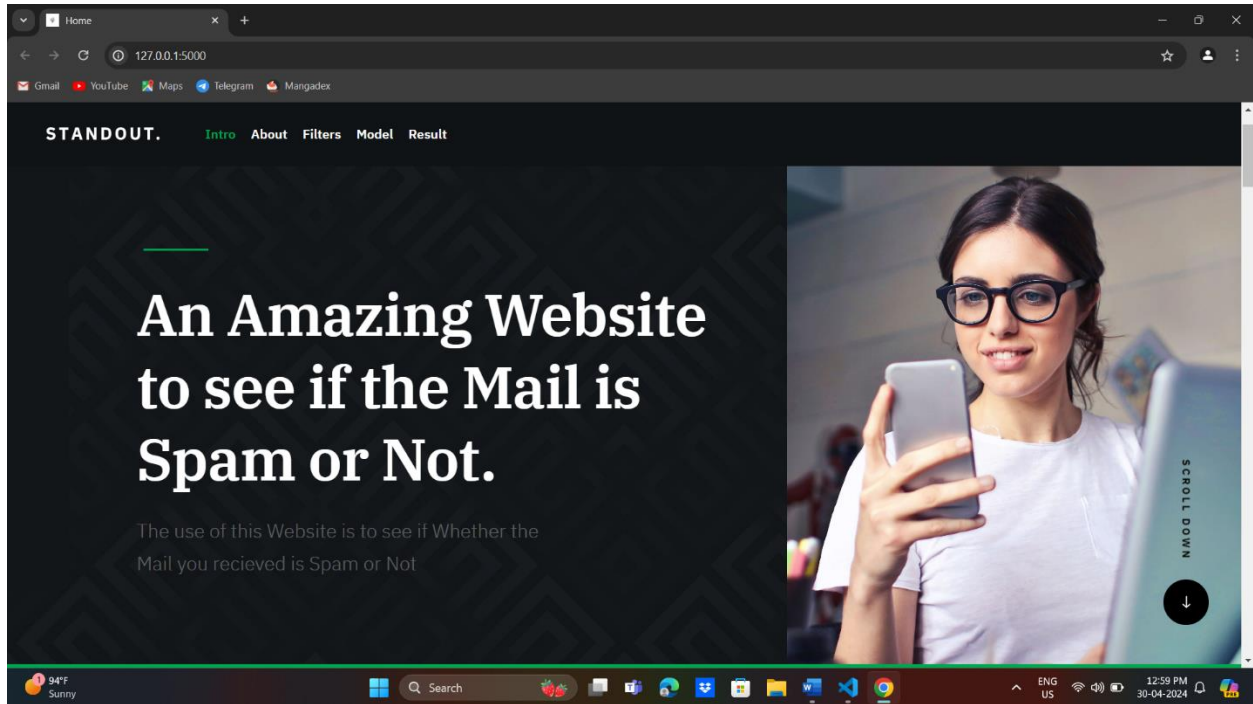 Home
127.0.0.1:5000
Gmail YouTube Maps Telegram Mangadex
STANDOUT. Intro About Filters Model Result
An Amazing Website
to see if the Mail is
Spam or Not.
The use of this Website is to see if Whether the
Mail you recieved is Spam or Not
SCROLL DOWN
1
94°F
Sunny
Search
ENG
US
12:59 PM
30-04-2024